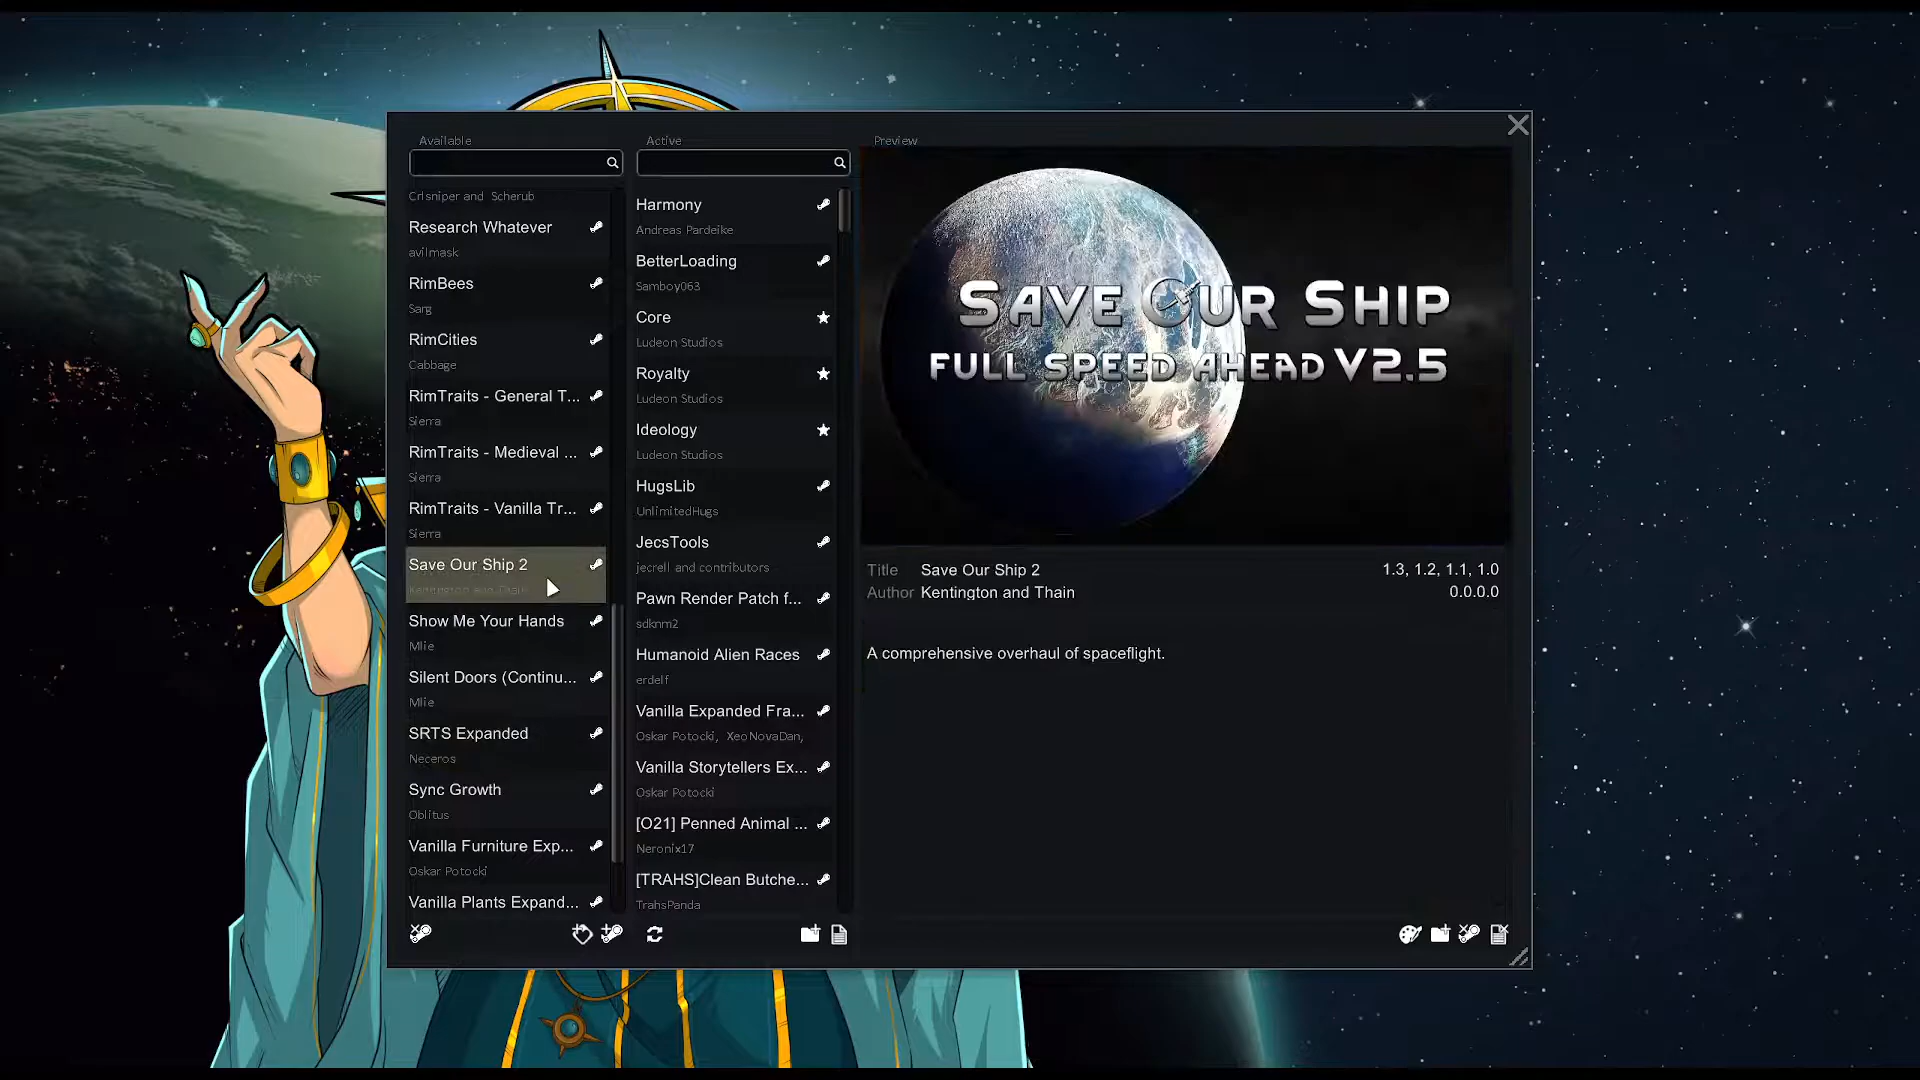 Available
Crlsniper and Scherub
Research Whatever
avilmask
RimBees
Sarg
RimCities
Cabbage
RimTraits - General T...
Sierra
RimTraits - Medieval ...
Sierra
RimTraits - Vanilla Tr...
Sierra
Save Our Ship 2
Kentington and Thain
Show Me Your Hands
Mlie
Silent Doors (Continu...
Mlie
SRTS Expanded
Neceros
Sync Growth
Oblitus
Vanilla Furniture Exp...
Oskar Potocki
Vanilla Plants Expand...
Active
Harmony
Andreas Pardeike
BetterLoading
Samboy063
Core
Ludeon Studios
Royalty
Ludeon Studios
Ideology
Ludeon Studios
HugsLib
UnlimitedHugs
JecsTools
jecrell and contributors
Pawn Render Patch f...
sdknm2
Humanoid Alien Races
erdelf
Vanilla Expanded Fra...
Oskar Potocki, XeoNovaDan,
Vanilla Storytellers Ex...
Oskar Potocki
[O21] Penned Animal ...
Neronix17
[TRAHS]Clean Butche...
TrahsPanda
Preview
SAVE OUR SHIP
FULL SPEED AHEAD V2.5
Title Save Our Ship 2 1.3, 1.2, 1.1, 1.0
Author Kentington and Thain 0.0.0.0
A comprehensive overhaul of spaceflight.